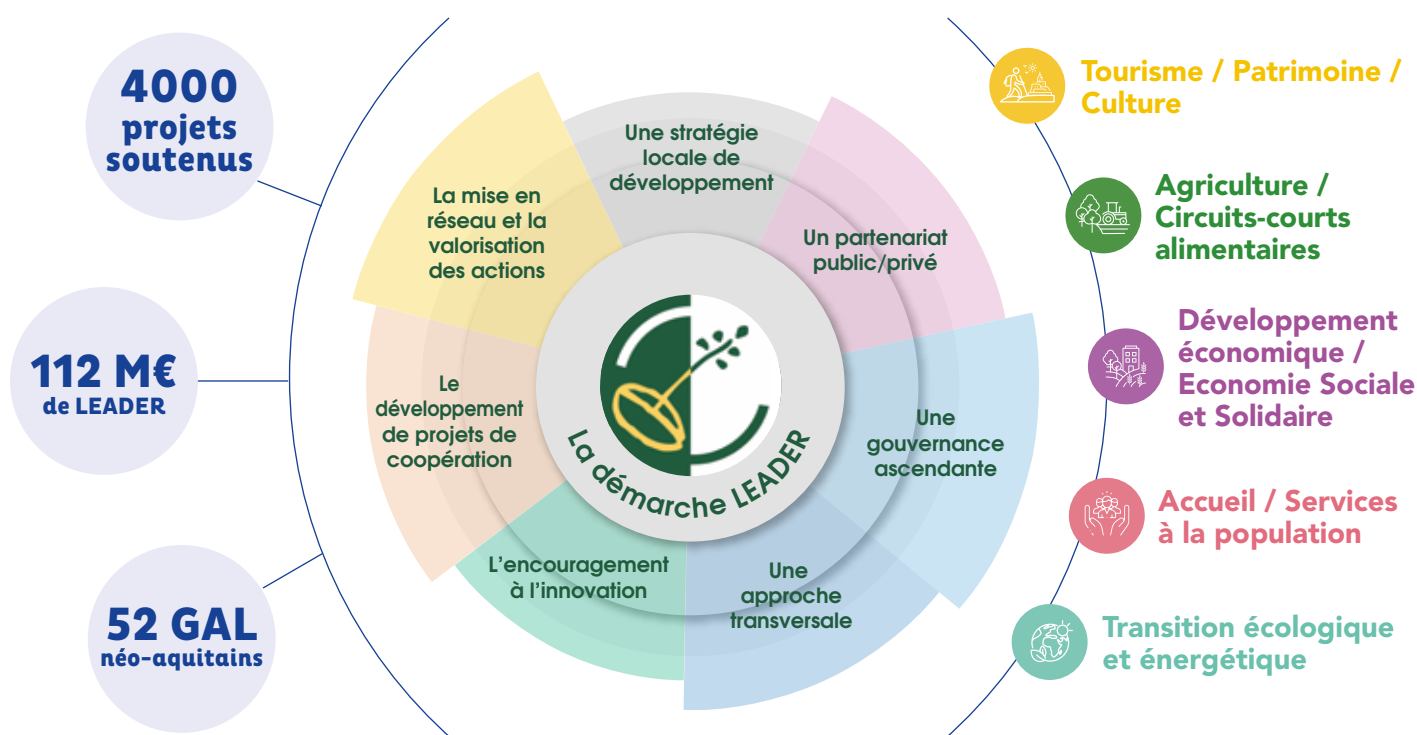 4000
projets
soutenus
112 M€
de LEADER
52 GAL
néo-aquitains
Une stratégie
locale de
développement
Un partenariat
public/privé
Une
gouvernance
ascendante
Une
approche
transversale
L'encouragement
à l'innovation
Le
développement
de projets de
coopération
La mise en
réseau et la
valorisation
des actions
La démarche LEADER
Tourisme / Patrimoine /
Culture
Agriculture /
Circuits-courts
alimentaires
Développement
économique /
Economie Sociale
et Solidaire
Accueil / Services
à la population
Transition écologique
et énergétique